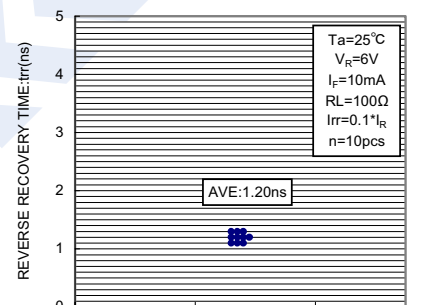 REVERSE RECOVERY TIME:trr(ns)
5
4
3
2
1
0
Ta=25℃
VR=6V
IF=10mA
RL=100Ω
Irr=0.1*IR
n=10pcs
AVE:1.20ns